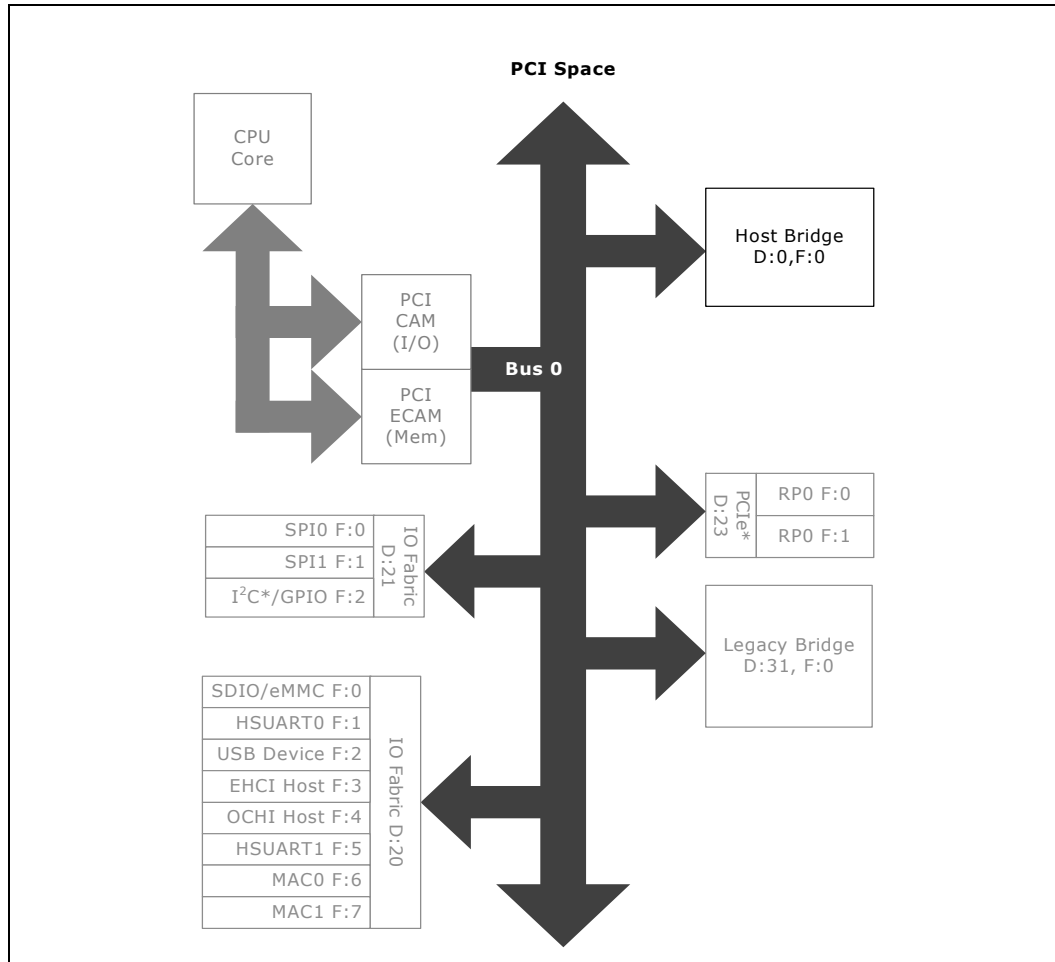 PCI Space
CPU
Core
Host Bridge
D:0,F:0
PCI
CAM
(I/O)
Bus 0
PCI
ECAM
(Mem)
PCIe*
D:23
RP0 F:0
RP0 F:1
SPI0 F:0
SPI1 F:1
I²C*/GPIO F:2
IO Fabric
D:21
Legacy Bridge
D:31, F:0
SDIO/eMMC F:0
HSUART0 F:1
USB Device F:2
EHCI Host F:3
OCHI Host F:4
HSUART1 F:5
MAC0 F:6
MAC1 F:7
IO Fabric D:20